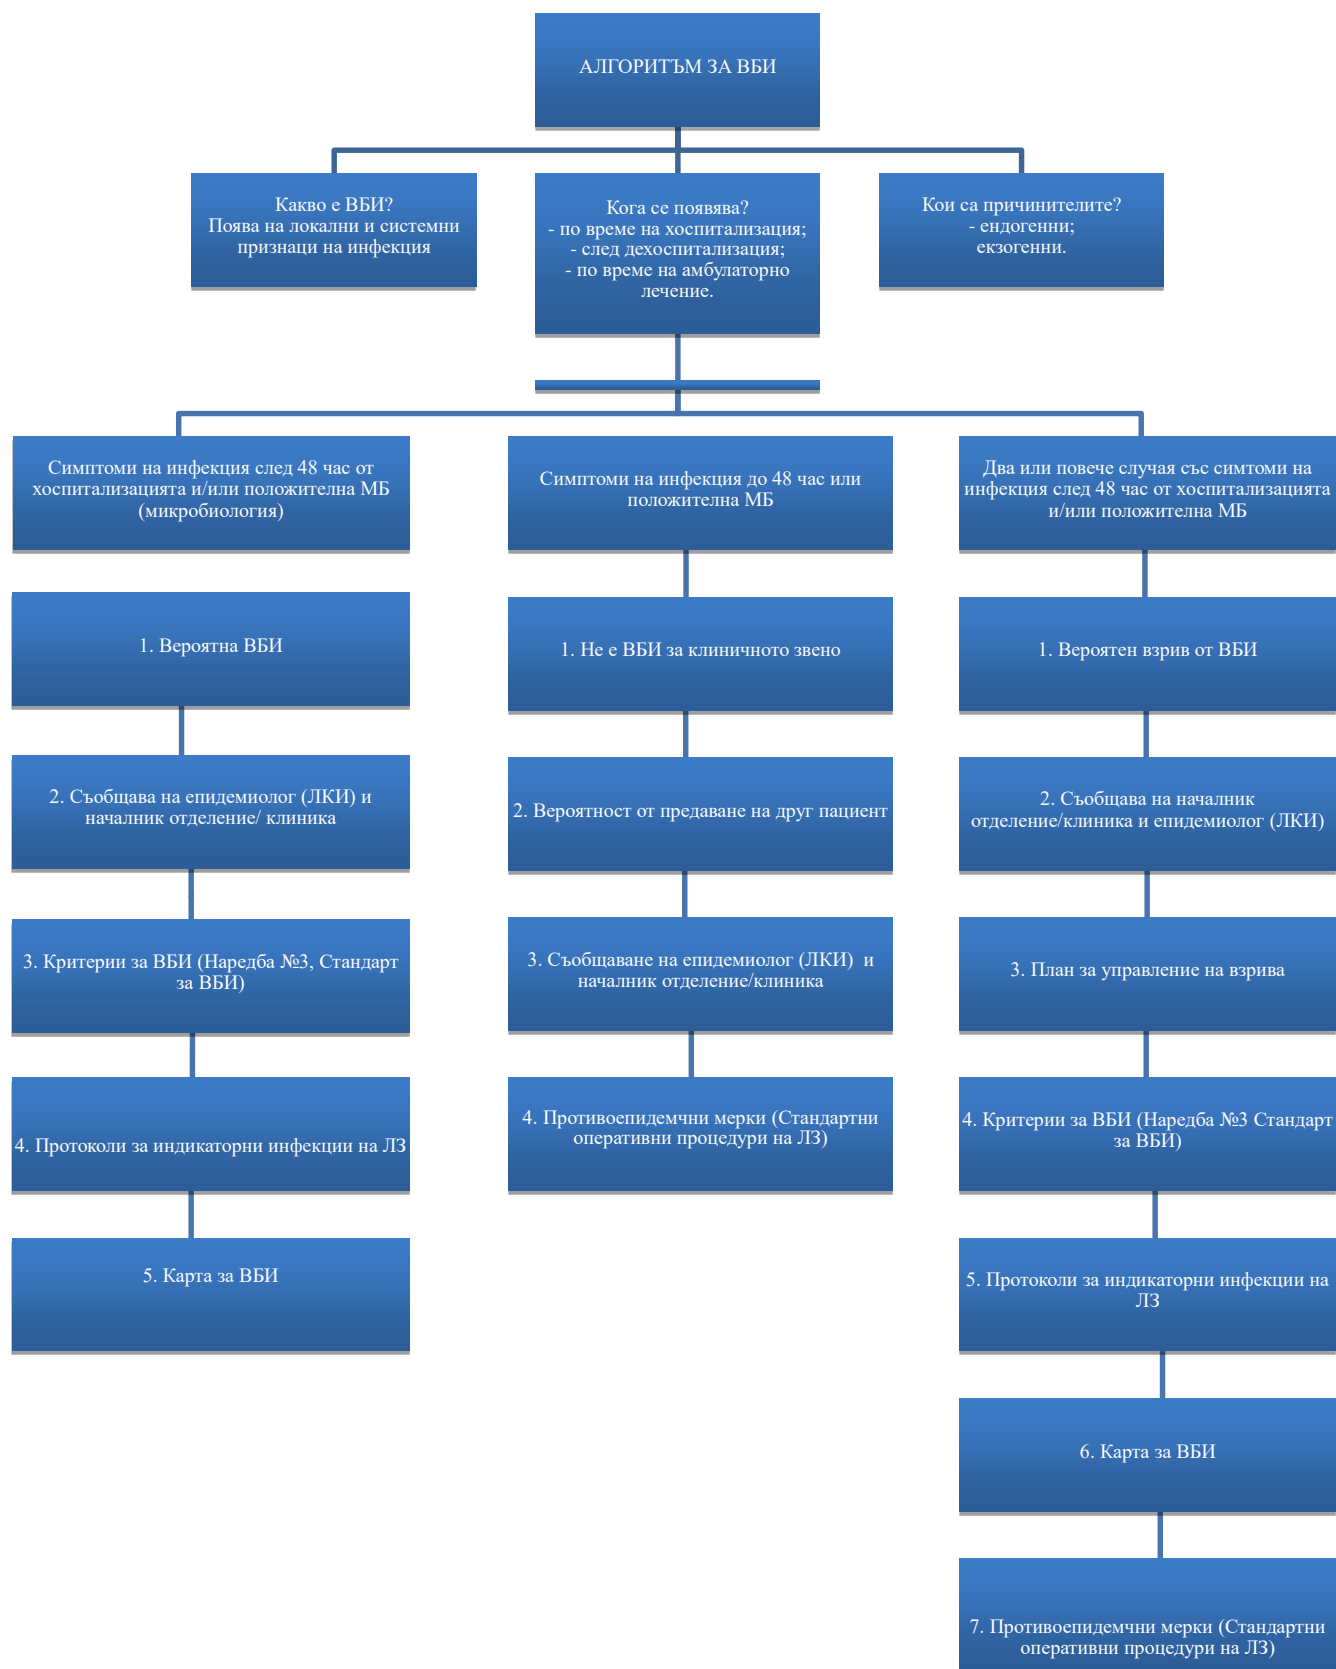 АЛГОРИТЪМ ЗА ВБИ
Какво е ВБИ?
Поява на локални и системни
признаци на инфекция
Кога се появява?
- по време на хоспитализация;
- след дехоспитализация;
- по време на амбулаторно
лечение.
Кои са причинителите?
- ендогенни;
екзогенни.
Симптоми на инфекция след 48 час от
хоспитализацията и/или положителна МБ
(микробиология)
Симптоми на инфекция до 48 час или
положителна МБ
Два или повече случая със симтоми на
инфекция след 48 час от хоспитализацията
и/или положителна МБ
1. Вероятна ВБИ
1. Не е ВБИ за клиничното звено
1. Вероятен взрив от ВБИ
2. Съобщава на епидемиолог (ЛКИ) и
началник отделение/ клиника
2. Вероятност от предаване на друг пациент
2. Съобщава на началник
отделение/клиника и епидемиолог (ЛКИ)
3. Критерии за ВБИ (Наредба №3, Стандарт
за ВБИ)
3. Съобщаване на епидемиолог (ЛКИ)  и
началник отделение/клиника
3. План за управление на взрива
4. Протоколи за индикаторни инфекции на ЛЗ
4. Противоепидемчни мерки (Стандартни
оперативни процедури на ЛЗ)
4. Критерии за ВБИ (Наредба №3 Стандарт
за ВБИ)
5. Карта за ВБИ
5. Протоколи за индикаторни инфекции на
ЛЗ
6. Карта за ВБИ
7. Противоепидемчни мерки (Стандартни
оперативни процедури на ЛЗ)